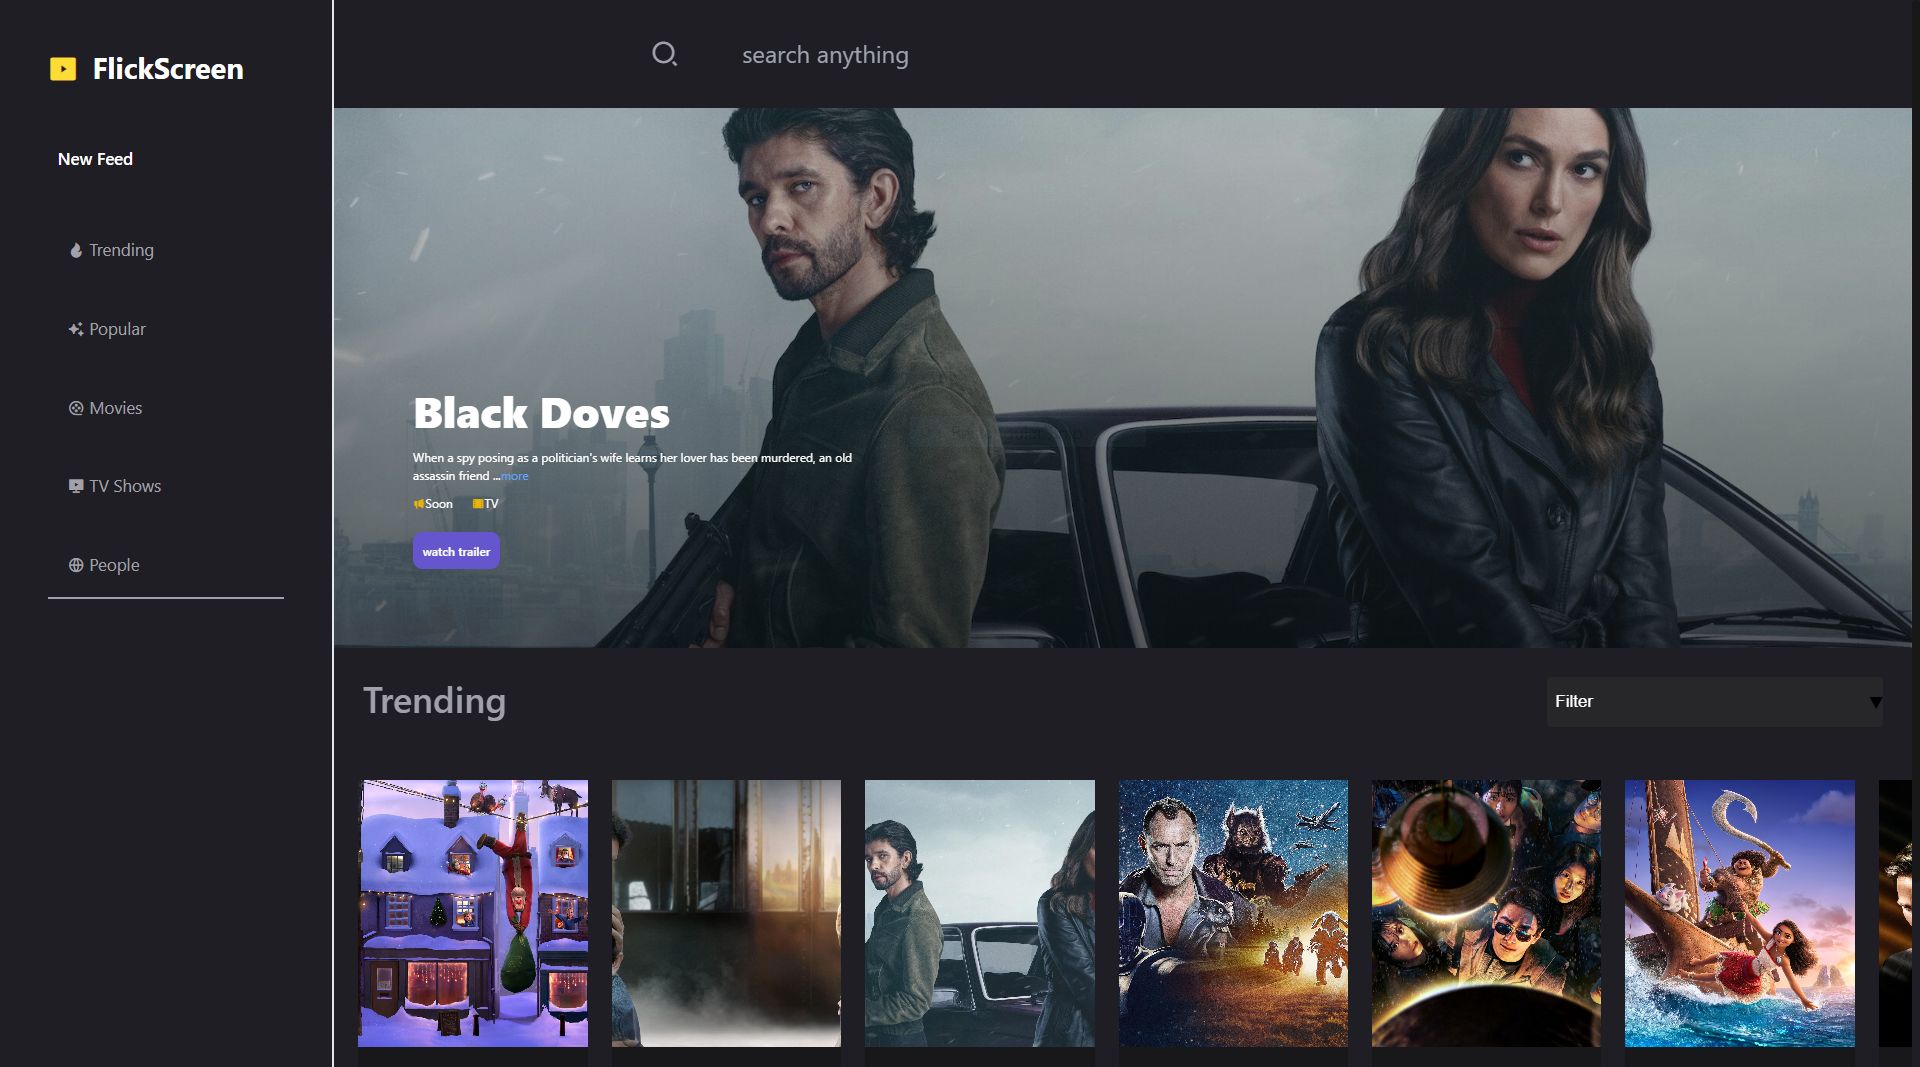 FlickScreen
search anything
New Feed
Trending
Popular
Movies
TV Shows
People
Black Doves
When a spy posing as a politician's wife learns her lover has been murdered, an old
assassin friend ...more
Soon TV
watch trailer
Trending
Filter